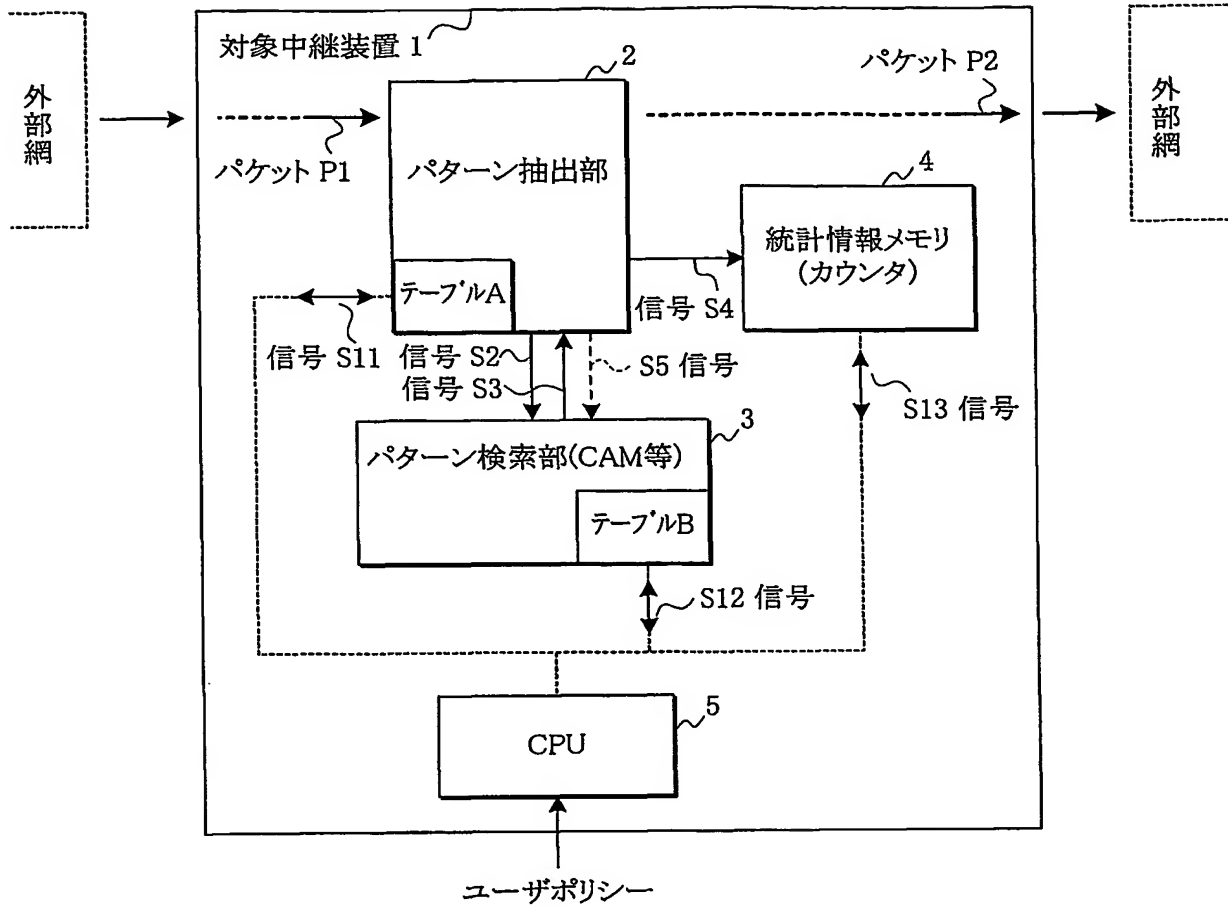 対象中継装置 1
外部網
パケット P1
2
パターン抽出部
テーブルA
パケット P2
外部網
4
統計情報メモリ
(カウンタ)
信号 S4
信号 S11
信号 S2
信号 S3
S5 信号
S13 信号
3
パターン検索部(CAM等)
テーブルB
S12 信号
5
CPU
ユーザポリシー